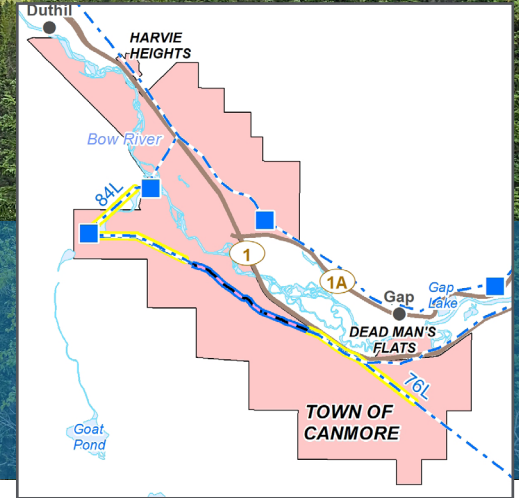 Duthil
HARVIE
HEIGHTS
Bow River
84L
1
1A
Gap
Lake
Gap
DEAD MAN'S
FLATS
76L
TOWN OF
CANMORE
Goat
Pond